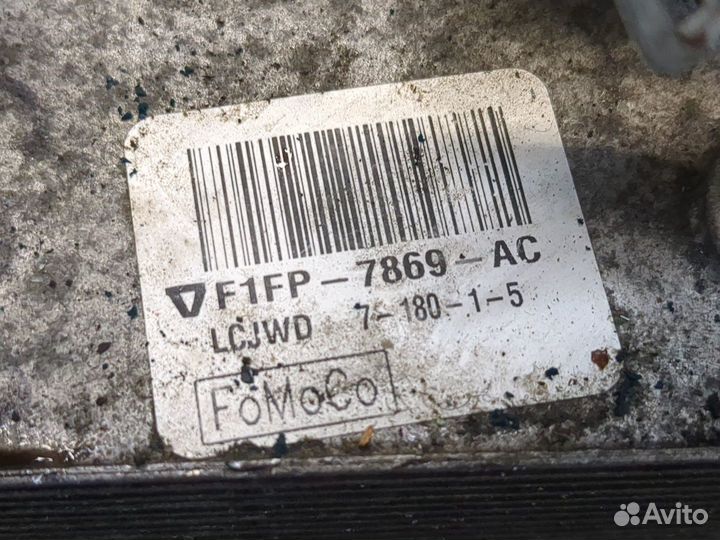 F1FP-7869-AC
LCJWD 7-180-1-5
FoMoCo
Avito